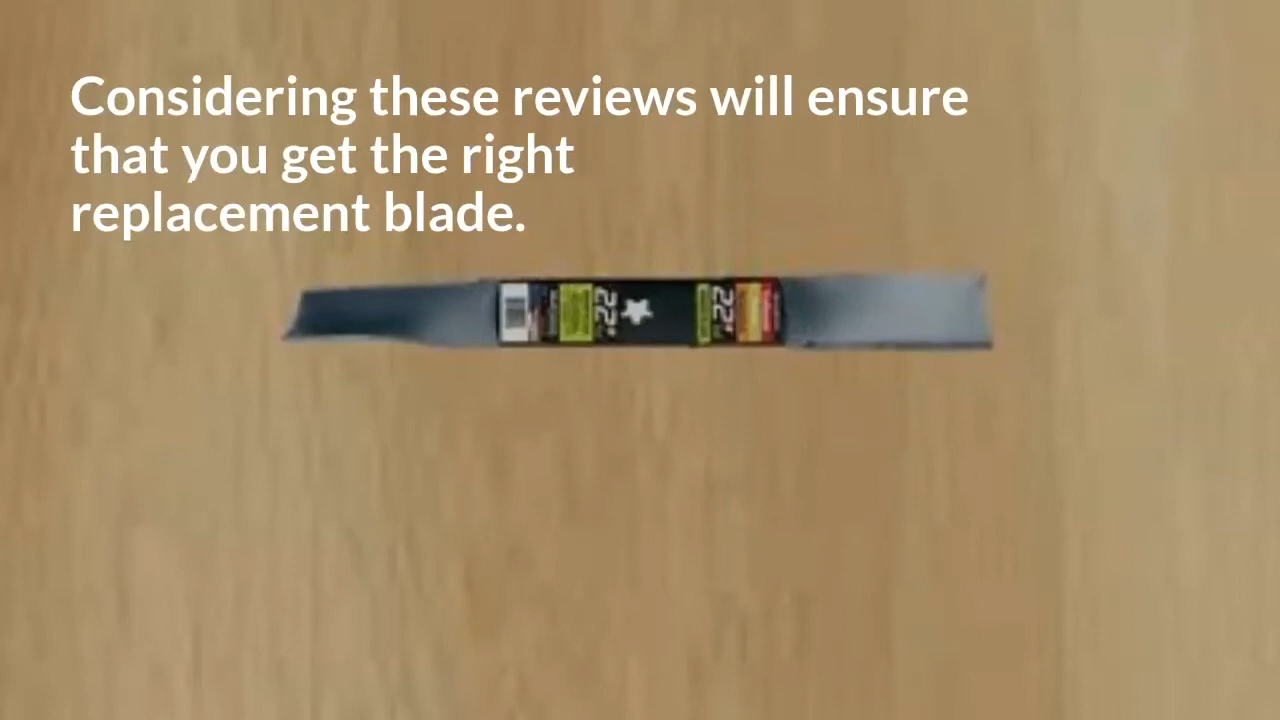 Considering these reviews will ensure
that you get the right
replacement blade.
22"
22"